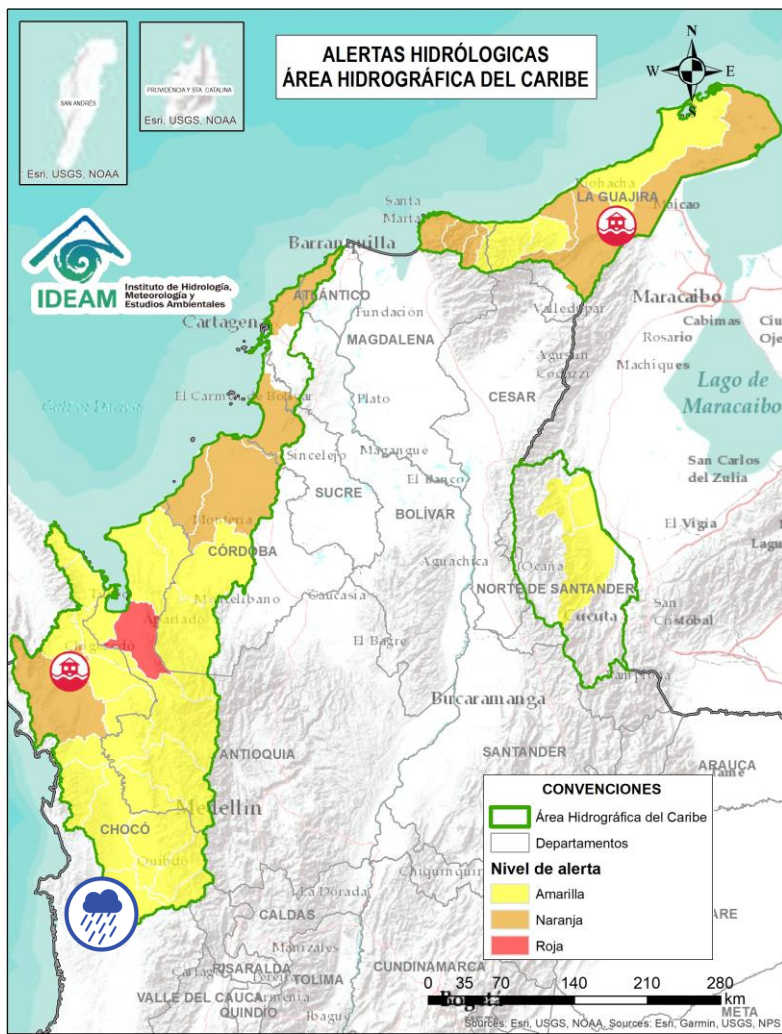 ALERTAS HIDRÓLOGICAS
ÁREA HIDROGRÁFICA DEL CARIBE
N
W
E
S
SAN ANDRÉS
PROVIDENCIA Y STA. CATALINA
Esri, USGS, NOAA
Esri, USGS, NOAA
IDEAM
Instituto de Hidrología,
Meteorología y
Estudios Ambientales
Riohacha
LA GUAJIRA
Maicao
Santa
Marta
Barranquilla
ATLÁNTICO
Cartagen
Fundación
MAGDALENA
Valledupar
Maracaibo
Cabimas
Rosario
Machiques
Agustín
Codazzi
CESAR
Lago de
Maracaibo
El Carmen de Bolívar
Plato
Sincelejo
Magangue
El Banco
SUCRE
BOLÍVAR
San Carlos
del Zulia
El Vigia
Montería
CÓRDOBA
Aguachica
Ocaña
NORTE DE SANTANDER
Cúcuta
San
Cristóbal
Montelibano
Caucasia
Apartadó
El Bagre
Bucaramanga
ANTIOQUIA
SANTANDER
ARAUCA
Medellín
CHOCÓ
Quibdó
La Dorada
CALDAS
Manizales
RISARALDA
TOLIMA
CUNDINAMARCA
VALLE DEL CAUCA
QUINDÍO
Ibagué
Bogotá
META
META
CONVENCIONES
Área Hidrográfica del Caribe
Departamentos
Nivel de alerta
Amarilla
Naranja
Roja
0 35 70 140 210 280
km
Sources: Esri, USGS, NOAA, Sources: Esri, Garmin, USGS, NPS